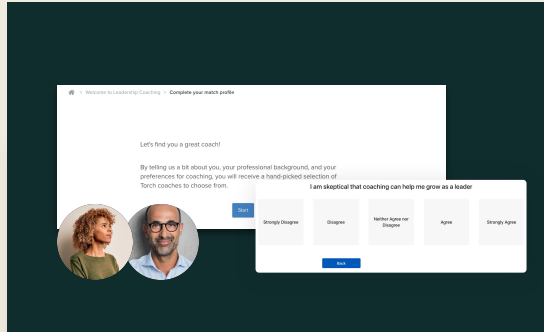 > Welcome to Leadership Coaching > Complete your match profile
Let's find you a great coach!
By telling us a bit about you, your professional background, and your
preferences for coaching, you will receive a hand-picked selection of
Torch coaches to choose from.
Start
I am skeptical that coaching can help me grow as a leader
Strongly Disagree
Disagree
Neither Agree nor
Disagree
Agree
Strongly Agree
Back